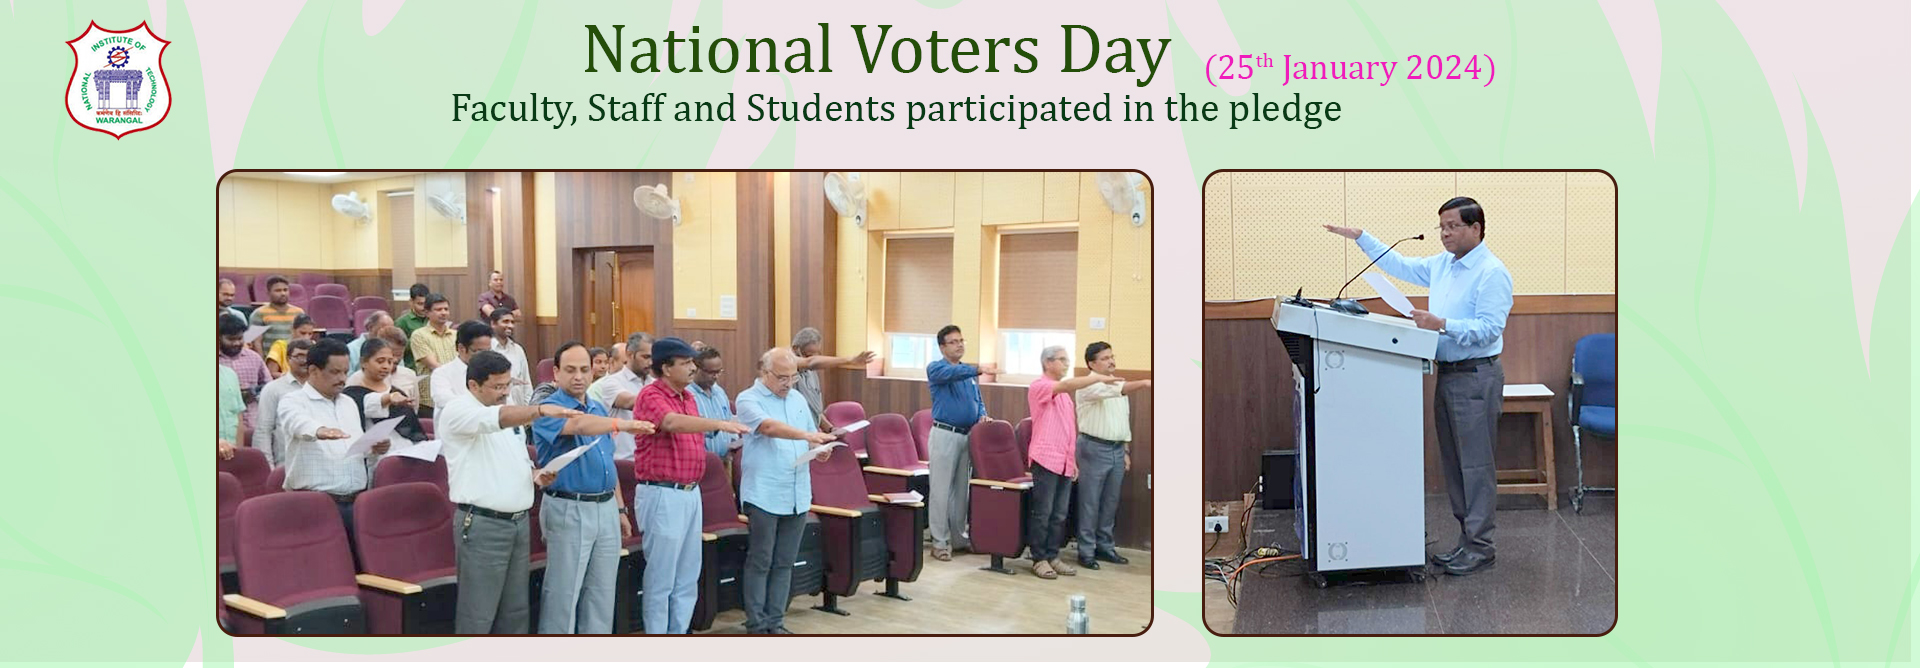 National Voters Day (25th January 2024)
Faculty, Staff and Students participated in the pledge
NATIONAL INSTITUTE OF TECHNOLOGY
WARANGAL